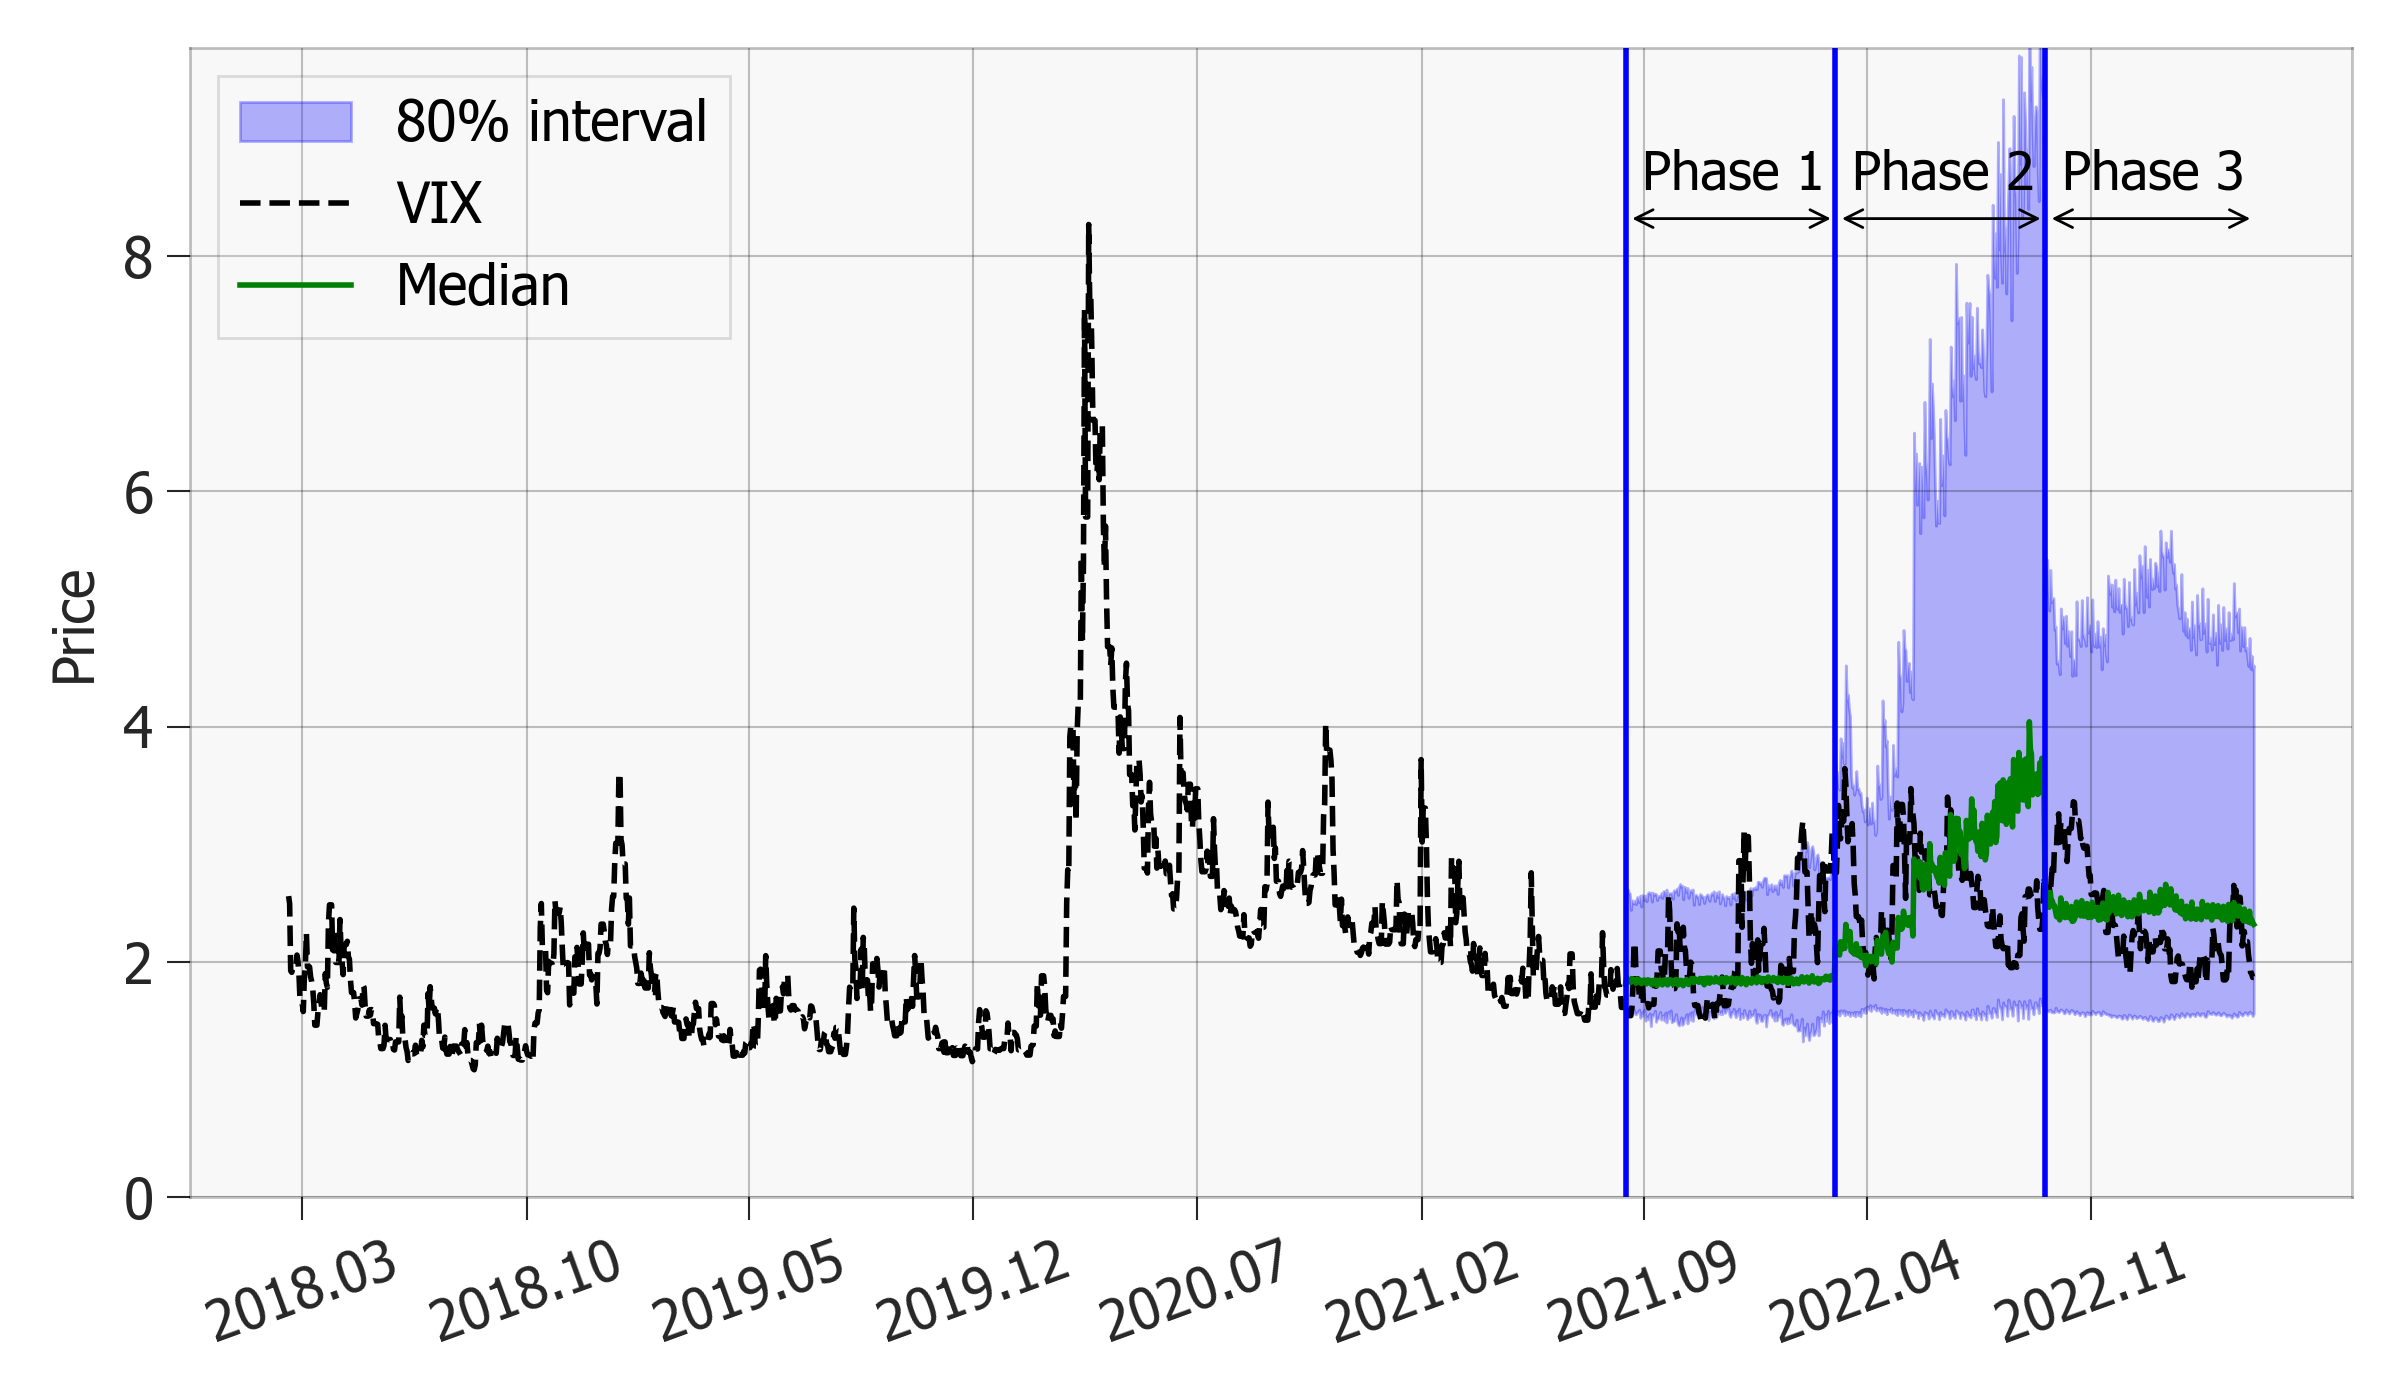 80% interval
VIX
Median
Phase 1
Phase 2
Phase 3
Price
8
6
4
2
0
2018.03
2018.10
2019.05
2019.12
2020.07
2021.02
2021.09
2022.04
2022.11